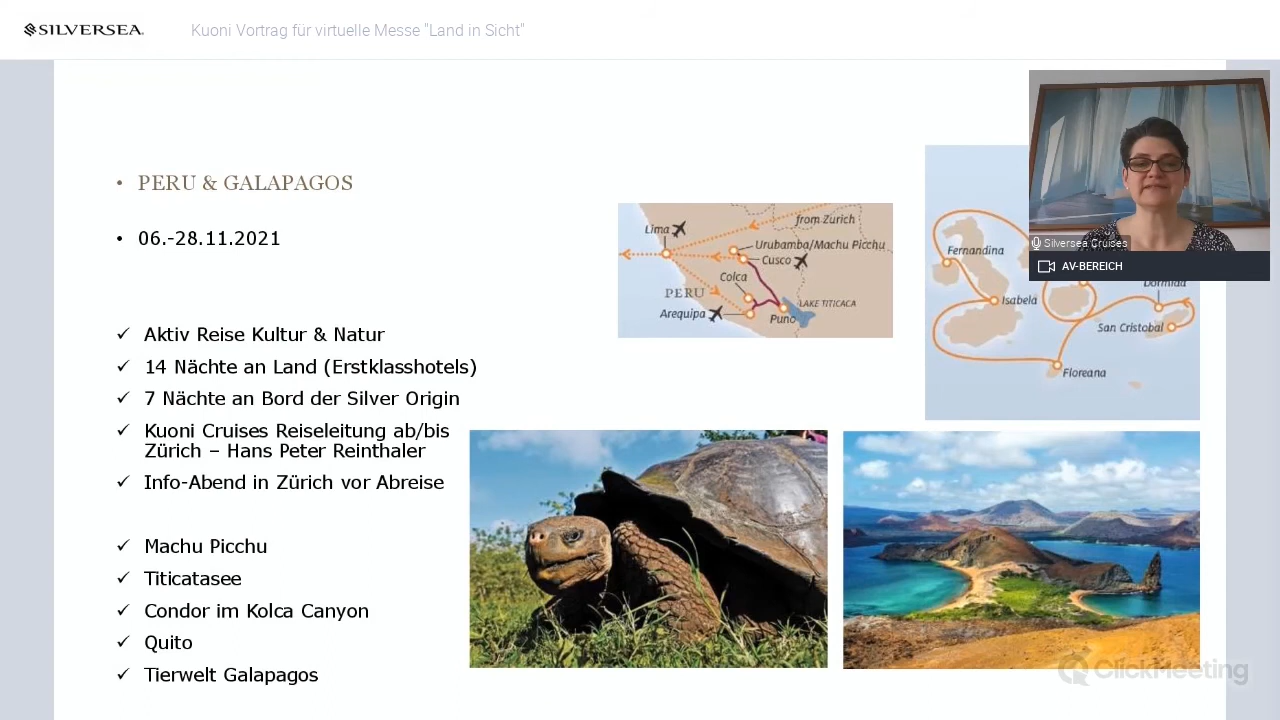 SILVERSEA
Kuoni Vortrag für virtuelle Messe "Land in Sicht"
• PERU & GALAPAGOS
• 06.-28.11.2021
✓ Aktiv Reise Kultur & Natur
✓ 14 Nächte an Land (Erstklasshotels)
✓ 7 Nächte an Bord der Silver Origin
✓ Kuoni Cruises Reiseleitung ab/bis
Zürich – Hans Peter Reinthaler
✓ Info-Abend in Zürich vor Abreise
✓ Machu Picchu
✓ Titicatasee
✓ Condor im Kolca Canyon
✓ Quito
✓ Tierwelt Galapagos
from Zurich
Lima
Urubamba/Machu Picchu
Cusco
Colca
PERU
LAKE TITICACA
Arequipa
Puno
Fernandina
Isabela
Dormida
San Cristobal
Floreana
Silversea Cruises
AV-BEREICH
ClickMeeting